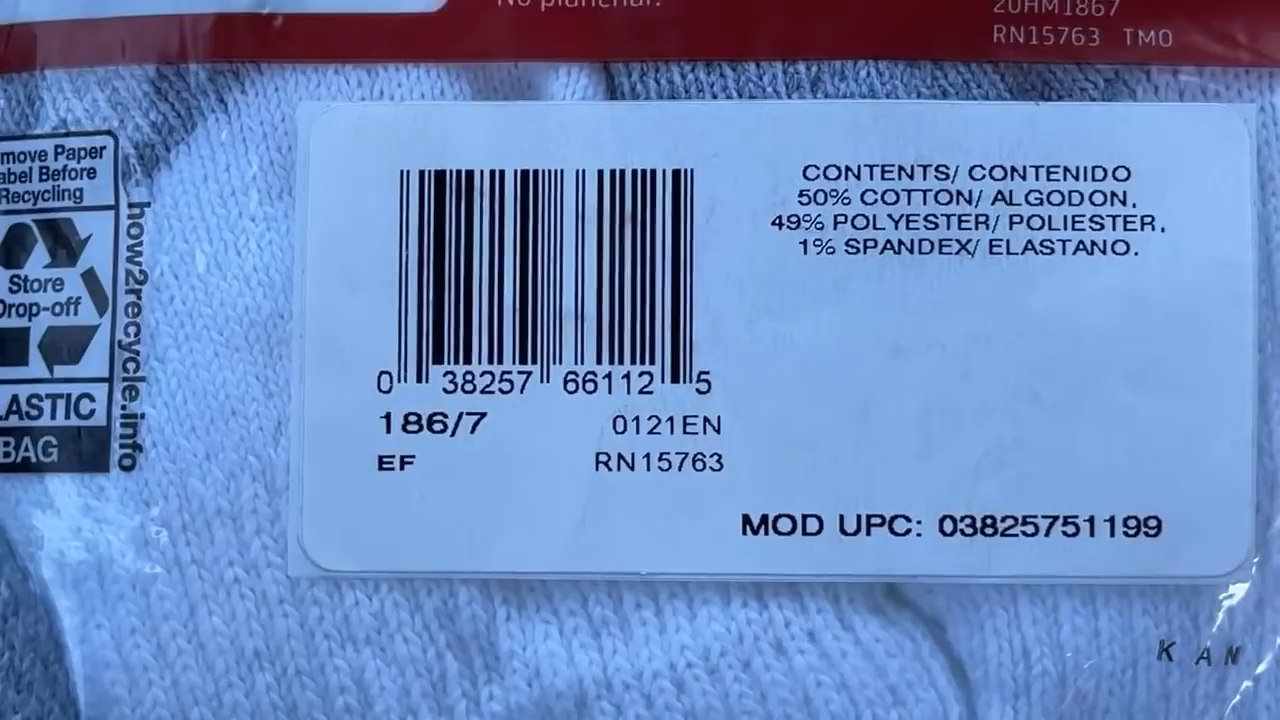 No planchar.
20HM1867
RN15763 TMO
move Paper
abel Before
Recycling
Store
Drop-off
LASTIC
BAG
how2recycle.info
CONTENTS/ CONTENIDO
50% COTTON/ ALGODON,
49% POLYESTER/ POLIESTER,
1% SPANDEX/ ELASTANO.
0 38257 66112 5
186/7 0121EN
EF RN15763
MOD UPC: 03825751199
K A N